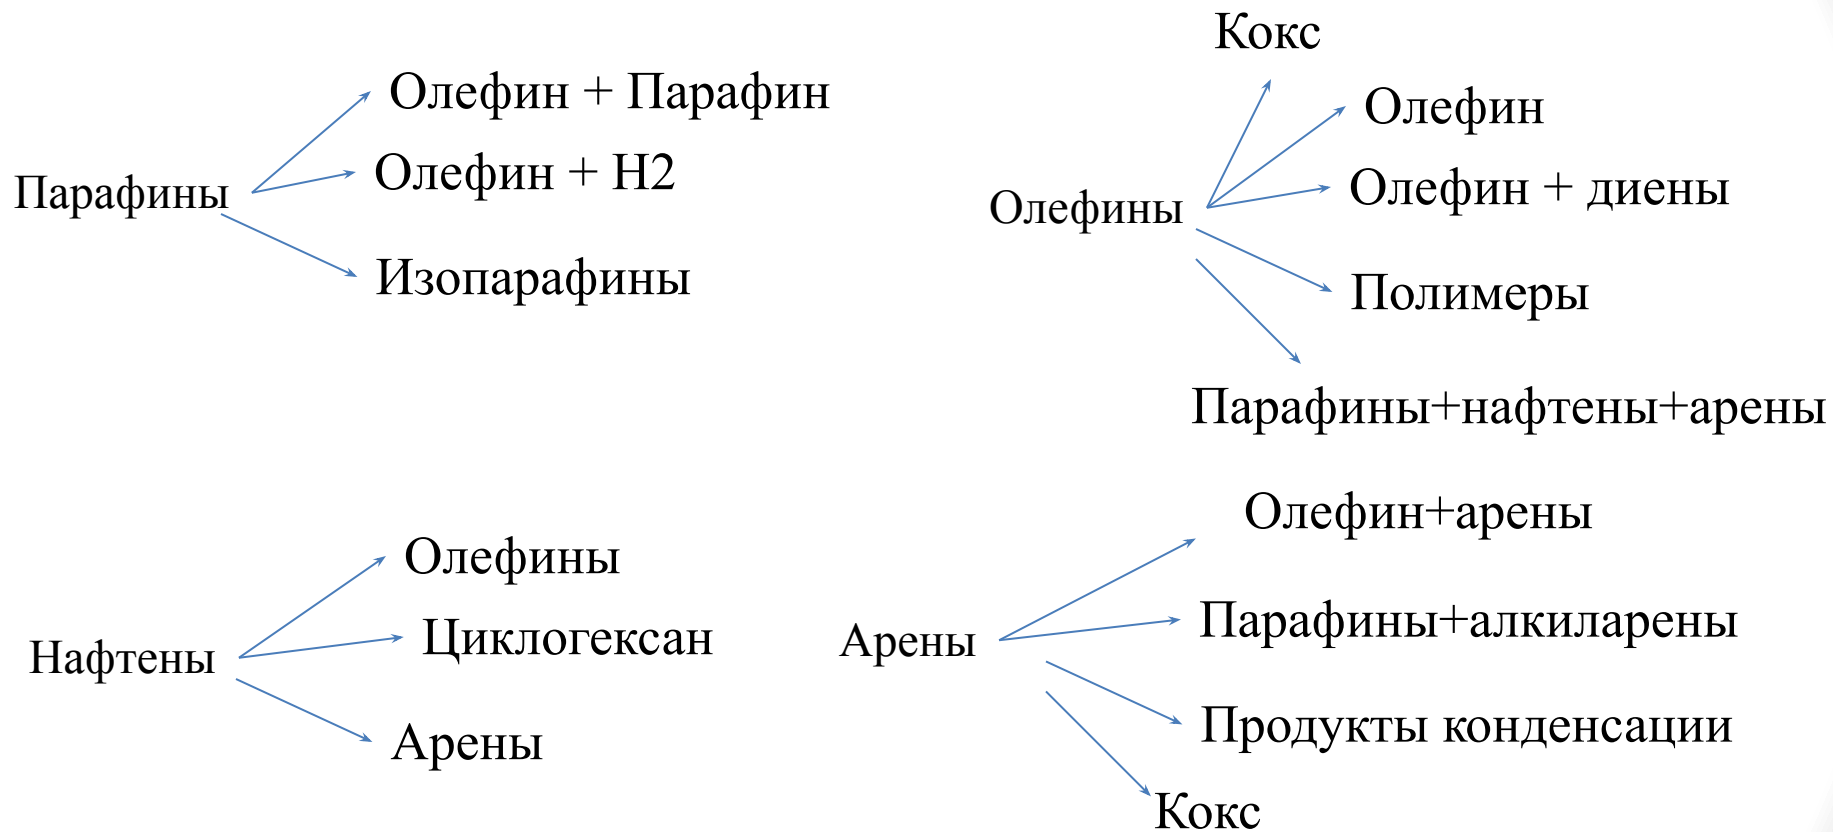 Парафины
Олефин + Парафин
Олефин + Н2
Изопарафины
Олефины
Кокс
Олефин
Олефин + диены
Полимеры
Парафины+нафтены+арены
Нафтены
Олефины
Циклогексан
Арены
Арены
Олефин+арены
Парафины+алкиларены
Продукты конденсации
Кокс